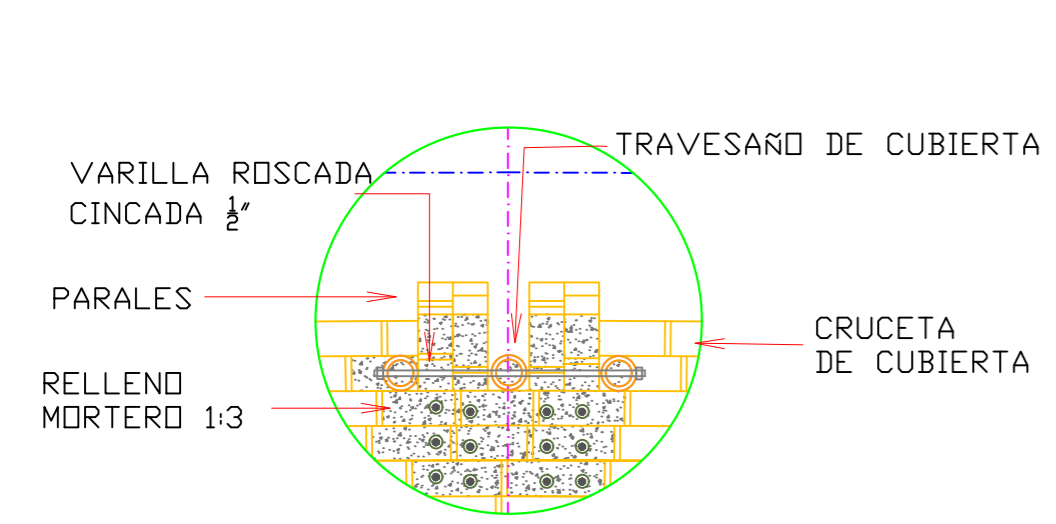 TRAVESAÑO DE CUBIERTA
VARILLA ROSCADA
CINCADA ½"
PARALES
CRUCETA
DE CUBIERTA
RELLENO
MORTERO 1:3